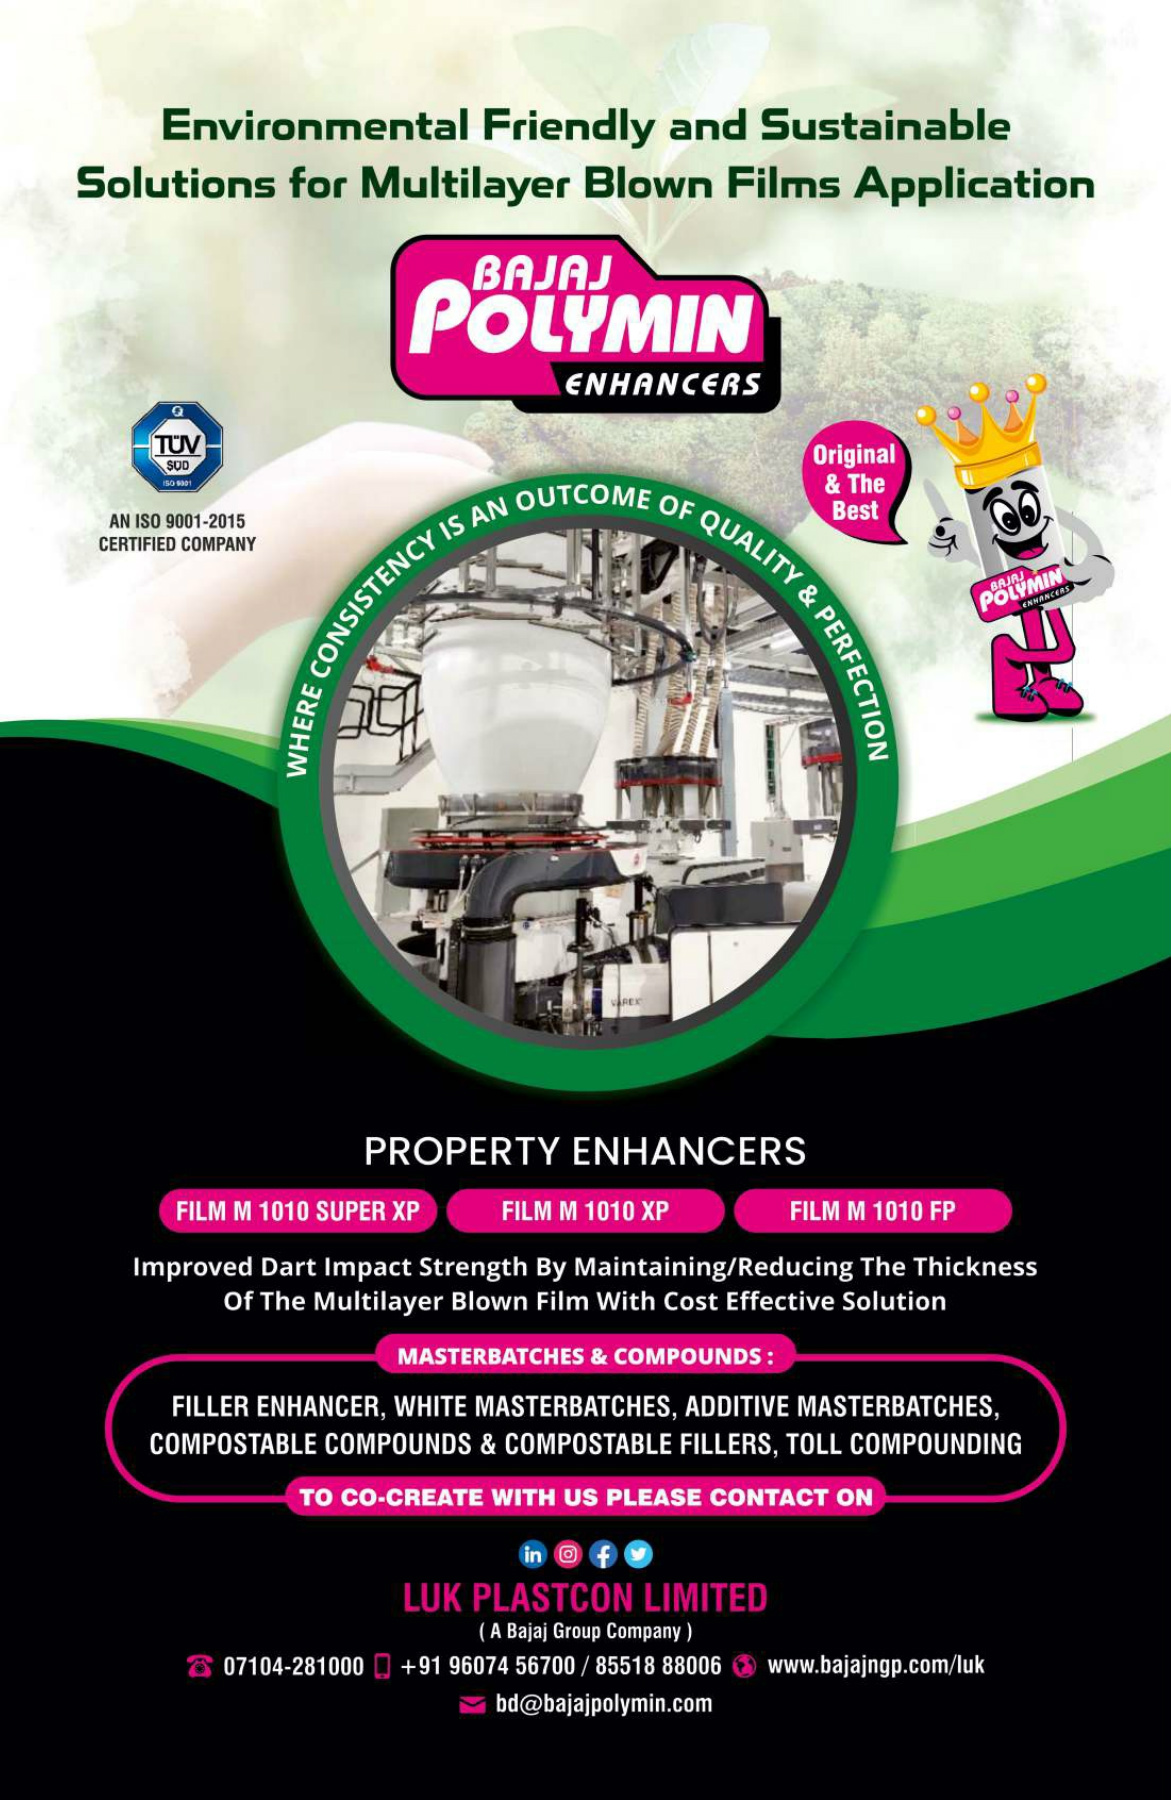 Environmental Friendly and Sustainable
Solutions for Multilayer Blown Films Application
BAJAJ
POLYMIN
ENHANCERS
TÜV
SÜD
ISO 9001
AN ISO 9001-2015
CERTIFIED COMPANY
Original
& The
Best
BAJAJ
POLYMIN
ENHANCERS
WHERE CONSISTENCY IS AN OUTCOME OF QUALITY & PERFECTION
VAREX
PROPERTY ENHANCERS
FILM M 1010 SUPER XP
FILM M 1010 XP
FILM M 1010 FP
Improved Dart Impact Strength By Maintaining/Reducing The Thickness
Of The Multilayer Blown Film With Cost Effective Solution
MASTERBATCHES & COMPOUNDS :
FILLER ENHANCER, WHITE MASTERBATCHES, ADDITIVE MASTERBATCHES,
COMPOSTABLE COMPOUNDS & COMPOSTABLE FILLERS, TOLL COMPOUNDING
TO CO-CREATE WITH US PLEASE CONTACT ON
in f
LUK PLASTCON LIMITED
( A Bajaj Group Company )
07104-281000 +91 96074 56700 / 85518 88006 www.bajajngp.com/luk
bd@bajajpolymin.com